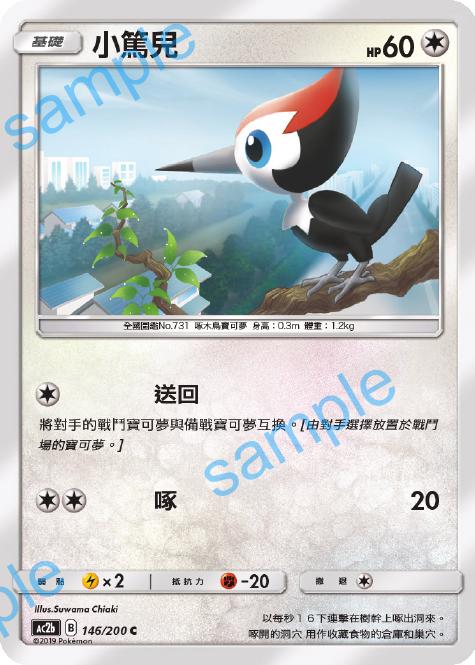 基礎 小篤兒 HP60
sample
全國圖鑑No.731 啄木鳥寶可夢 身高：0.3m 體重：1.2kg
送回
將對手的戰鬥寶可夢與備戰寶可夢互換。[由對手選擇放置於戰鬥
場的寶可夢。]
sample
啄 20
弱點 ×2 抵抗力 -20 撤退
sample
Illus.Suwama Chiaki
以每秒16下連擊在樹幹上啄出洞來。
AC2b B 146/200 C
啄開的洞穴 用作收藏食物的倉庫和巢穴。
©2019 Pokémon